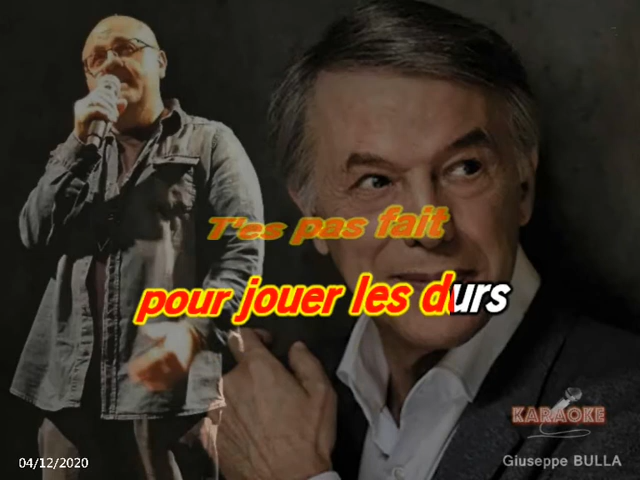 T'es pas fait
pour jouer les durs
KARAOKE
04/12/2020
Giuseppe BULLA